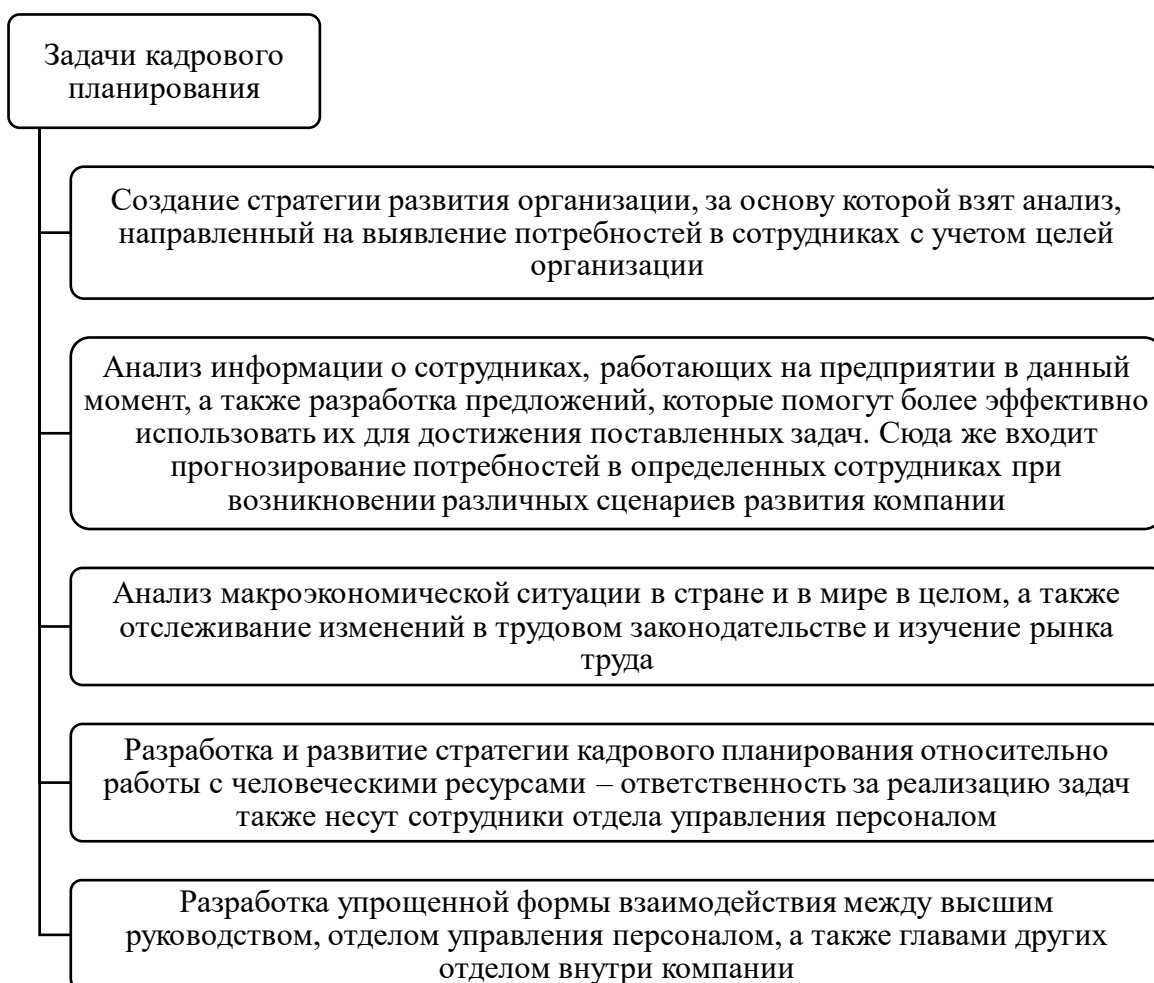 Задачи кадрового
планирования
Создание стратегии развития организации, за основу которой взят анализ,
направленный на выявление потребностей в сотрудниках с учетом целей
организации
Анализ информации о сотрудниках, работающих на предприятии в данный
момент, а также разработка предложений, которые помогут более эффективно
использовать их для достижения поставленных задач. Сюда же входит
прогнозирование потребностей в определенных сотрудниках при
возникновении различных сценариев развития компании
Анализ макроэкономической ситуации в стране и в мире в целом, а также
отслеживание изменений в трудовом законодательстве и изучение рынка
труда
Разработка и развитие стратегии кадрового планирования относительно
работы с человеческими ресурсами – ответственность за реализацию задач
также несут сотрудники отдела управления персоналом
Разработка упрощенной формы взаимодействия между высшим
руководством, отделом управления персоналом, а также главами других
отделом внутри компании